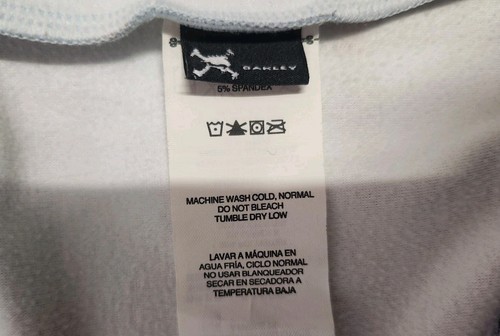 OAKLEY
5% SPANDEX
MACHINE WASH COLD, NORMAL
DO NOT BLEACH
TUMBLE DRY LOW
LAVAR A MÁQUINA EN
AGUA FRÍA, CICLO NORMAL
NO USAR BLANQUEADOR
SECAR EN SECADORA A
TEMPERATURA BAJA